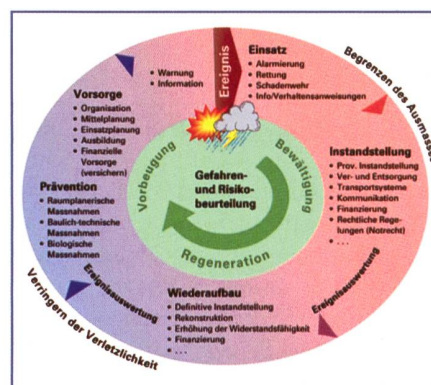 Ereignis
Einsatz
• Alarmierung
• Rettung
• Schadenwehr
• Info/Verhaltensanweisungen
Begrenzen des Ausmasses
Instandstellung
• Prov. Instandstellung
• Ver- und Entsorgung
• Transportsysteme
• Kommunikation
• Finanzierung
• Rechtliche Rege-
lungen (Notrecht)
• . . .
Ereignisauswertung
Wiederaufbau
• Definitive Instandstellung
• Rekonstruktion
• Erhöhung der Widerstandsfähigkeit
• Finanzierung
• . . .
Ereignisauswertung
Verringern der Verletzlichkeit
Prävention
• Raumplanerische
Massnahmen
• Baulich-technische
Massnahmen
• Biologische
Massnahmen
Vorsorge
• Organisation
• Mittelplanung
• Einsatzplanung
• Ausbildung
• Finanzielle
Vorsorge
(versichern)
• Warnung
• Information
Vorbeugung
Bewältigung
Regeneration
Gefahren-
und Risiko-
beurteilung